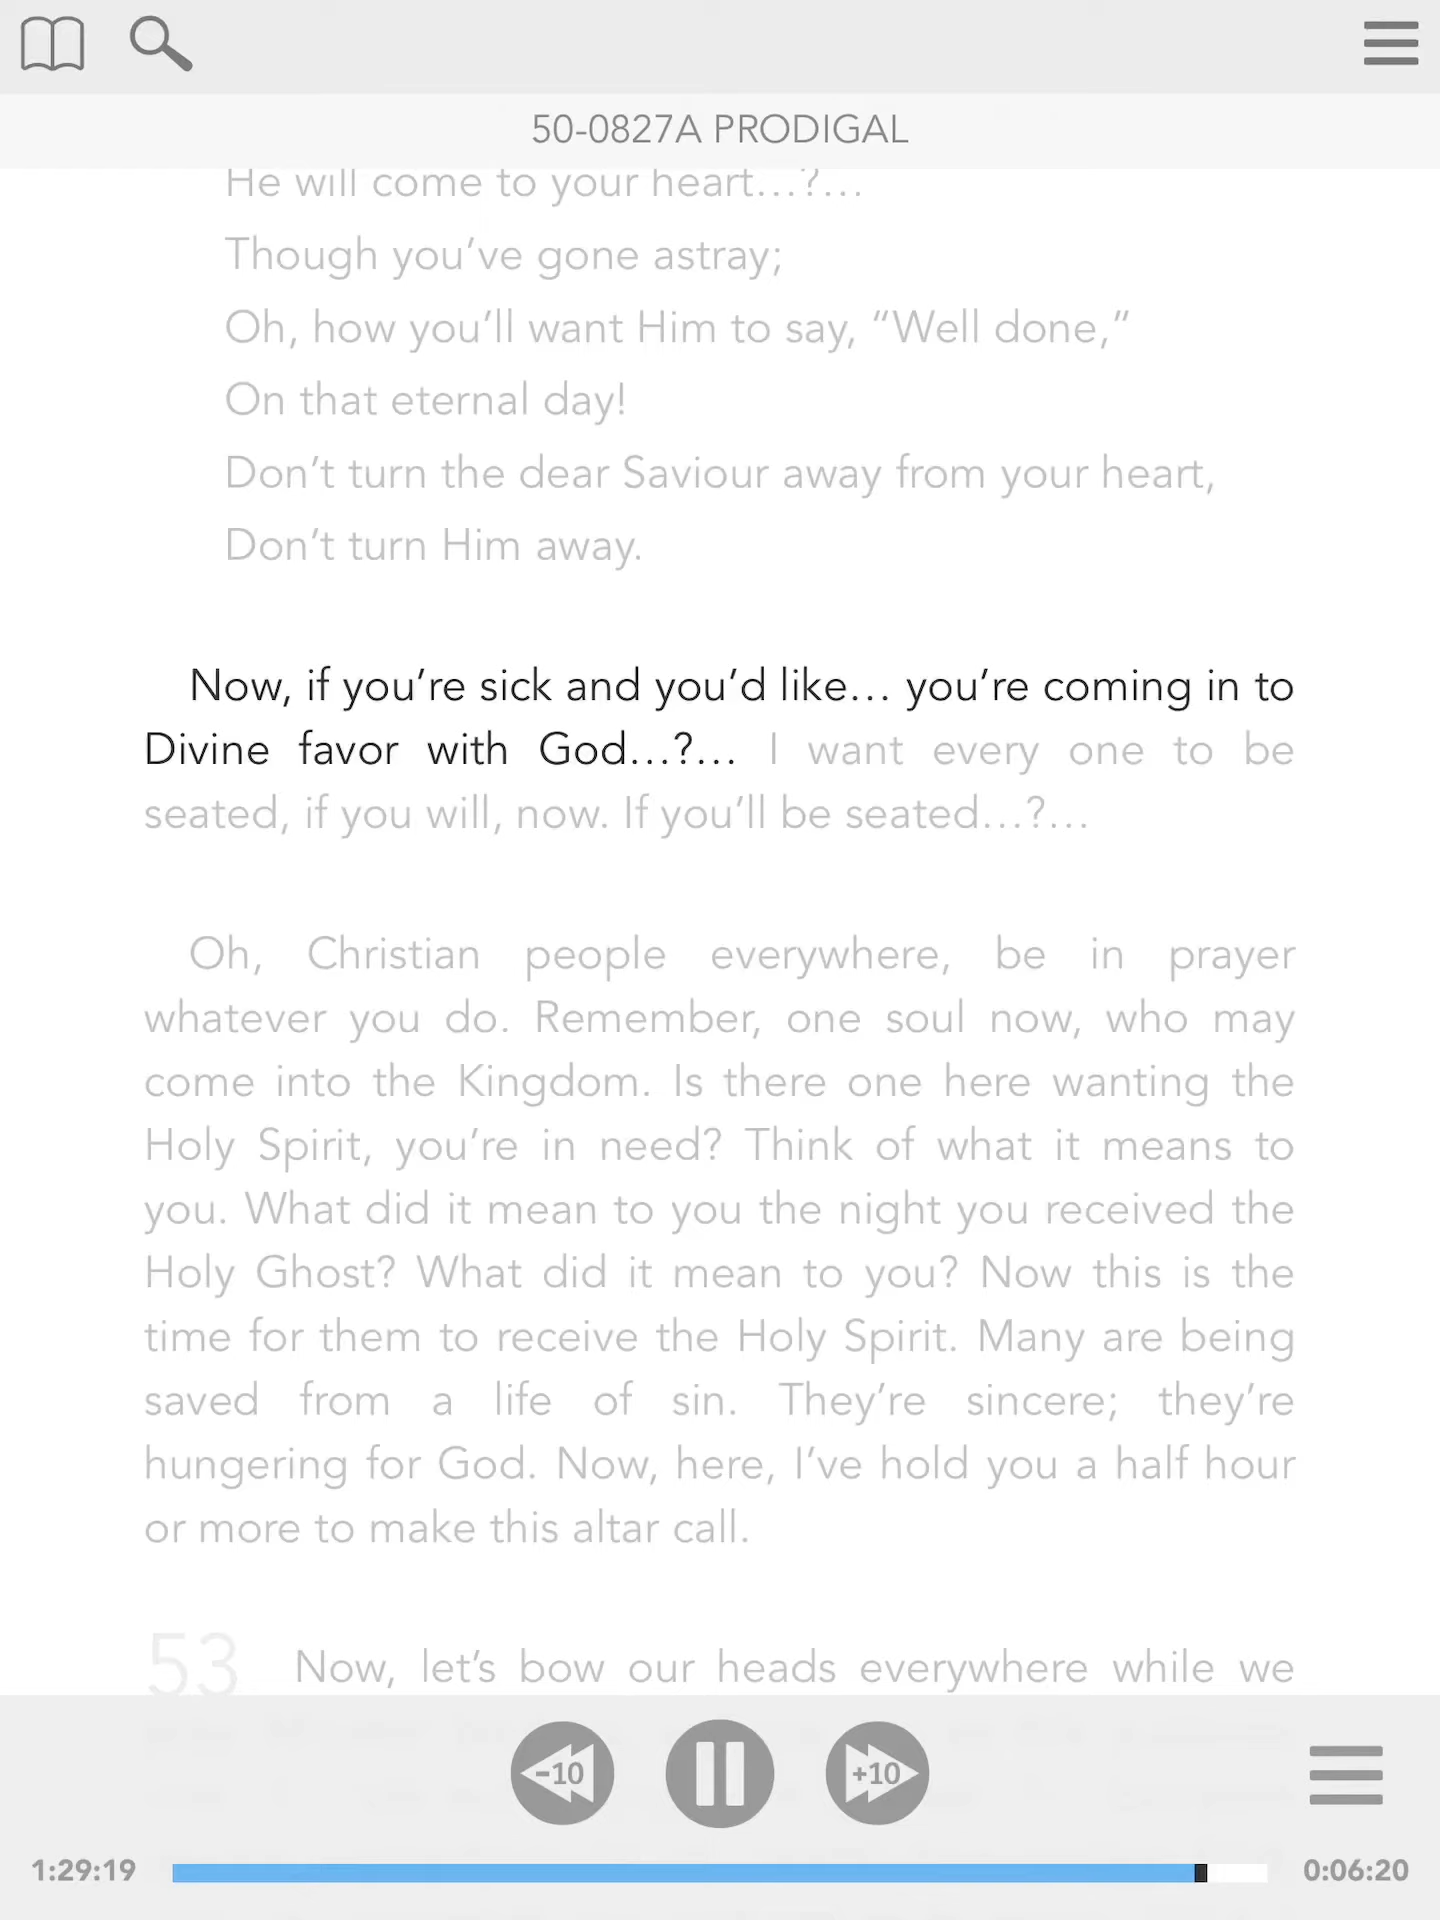 50-0827A PRODIGAL
He will come to your heart…?…
Though you’ve gone astray;
Oh, how you’ll want Him to say, “Well done,”
On that eternal day!
Don’t turn the dear Saviour away from your heart,
Don’t turn Him away.
Now, if you’re sick and you’d like… you’re coming in to
Divine favor with God…?… I want every one to be
seated, if you will, now. If you’ll be seated…?…
Oh, Christian people everywhere, be in prayer
whatever you do. Remember, one soul now, who may
come into the Kingdom. Is there one here wanting the
Holy Spirit, you’re in need? Think of what it means to
you. What did it mean to you the night you received the
Holy Ghost? What did it mean to you? Now this is the
time for them to receive the Holy Spirit. Many are being
saved from a life of sin. They’re sincere; they’re
hungering for God. Now, here, I’ve hold you a half hour
or more to make this altar call.
53 Now, let’s bow our heads everywhere while we
-10 +10
1:29:19 0:06:20